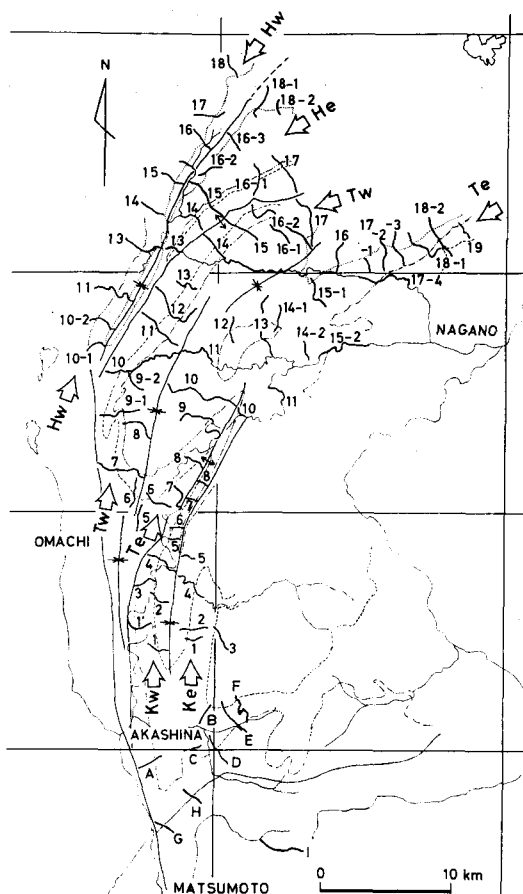 Hw
18
N
18-1
18-2
He
17
16
16-3
16-2
17
15
16-1
15
Tw
14
14
17
Te
16-2
18-2
13
13
14
15
16-1
16
17
-3
-2
19
-1
18-1
11
13
17-4
15-1
10-2
12
14-1
NAGANO
11
12
13
14-2
15-2
10-1
10
11
9-2
10
11
Hw
9-1
9
10
8
7
8
6
7
8
Tw
6
7
5
6
OMACHI
Te
5
4
5
3
4
2
1
2
3
1
1
Kw
Ke
F
B
AKASHINA
E
A
C
D
H
G
I
0
10 km
MATSUMOTO